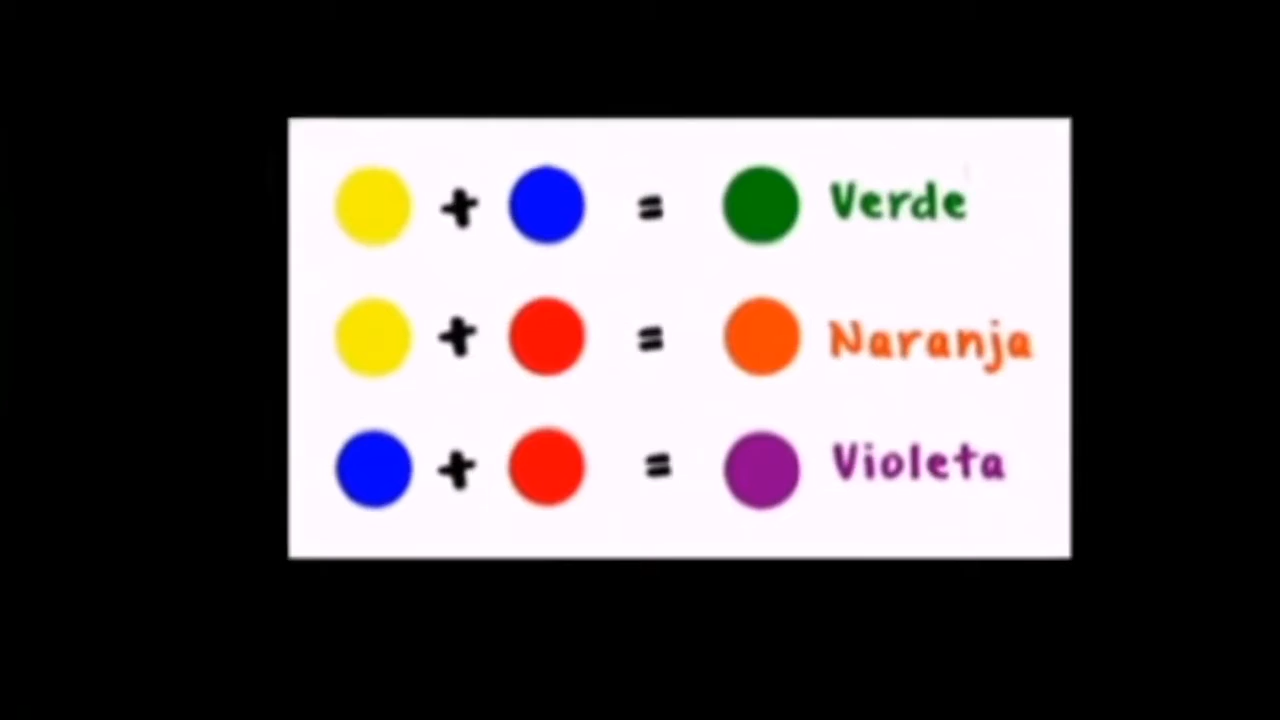 + = Verde
+ = Naranja
+ = Violeta